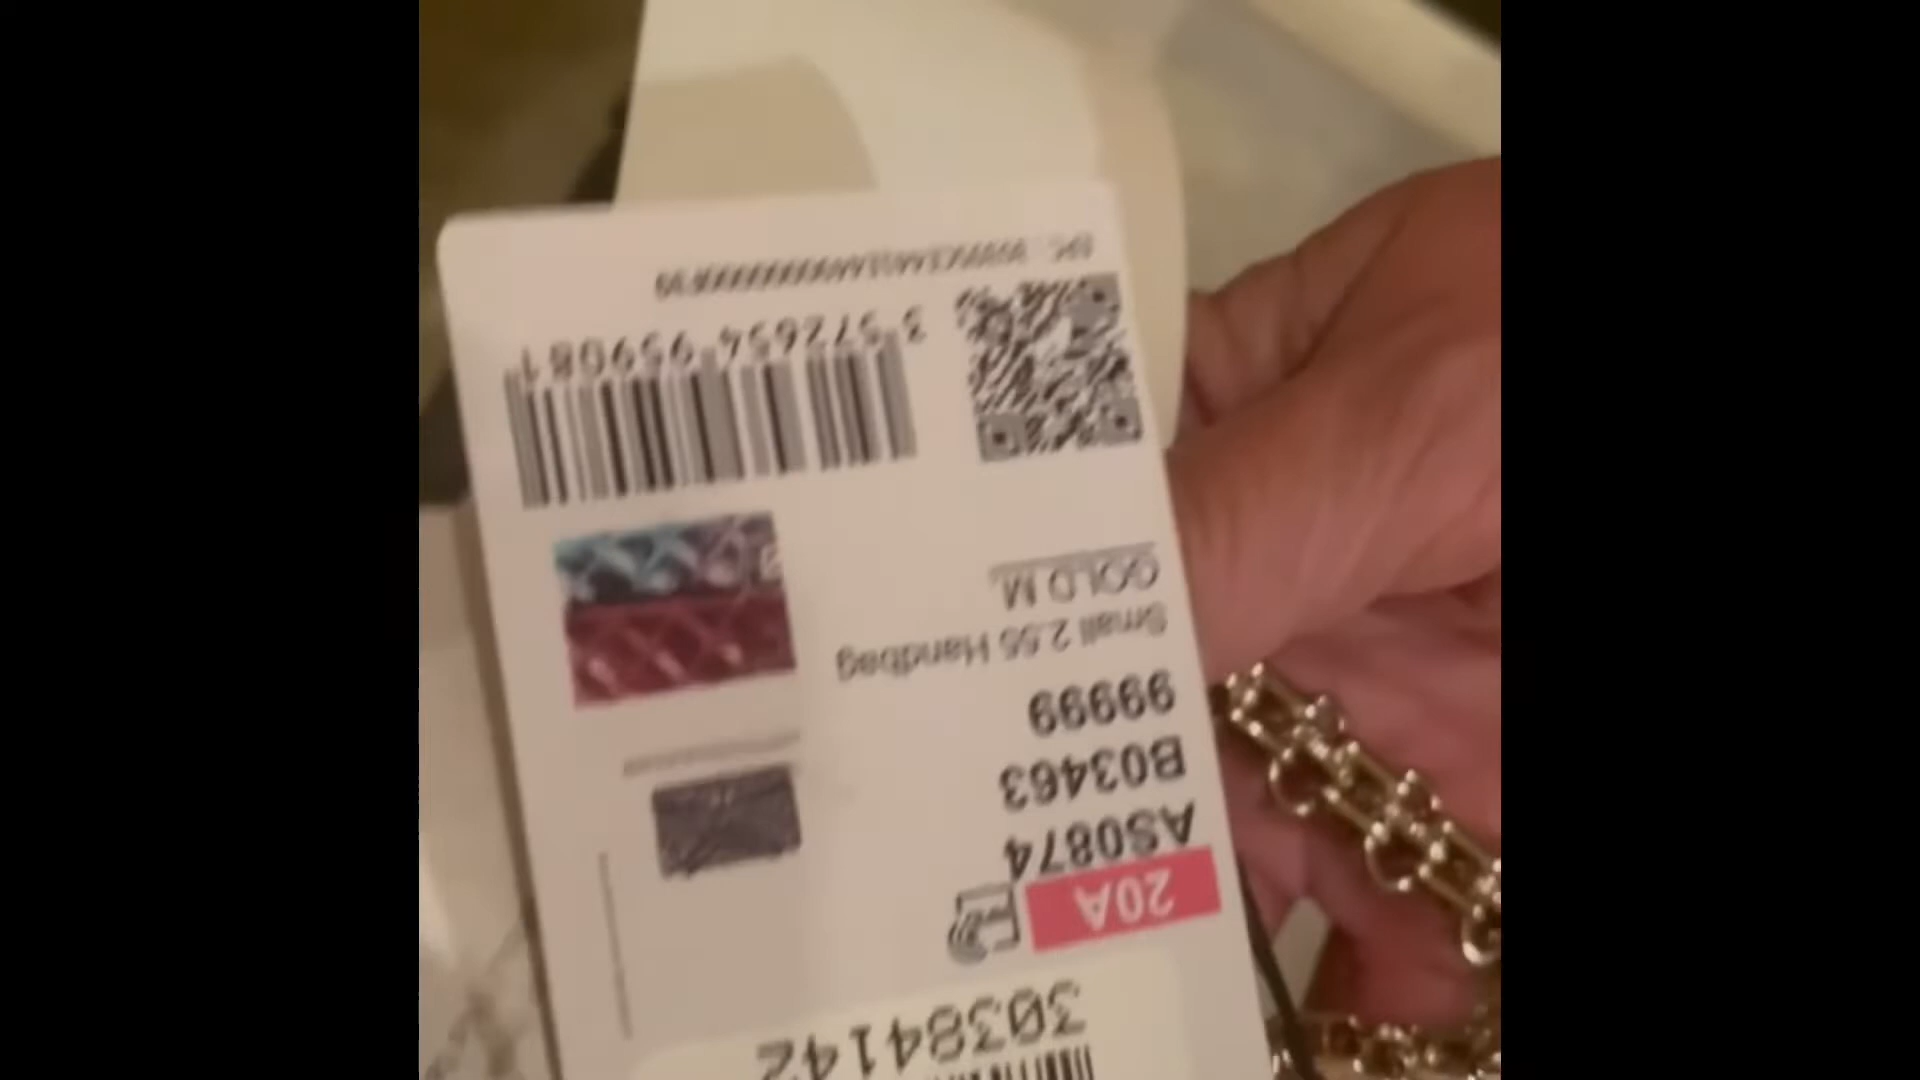 30384142
20A
AS0874
B03463
99999
Small 2.55 Handbag
GOLD M.
3 572654 959081